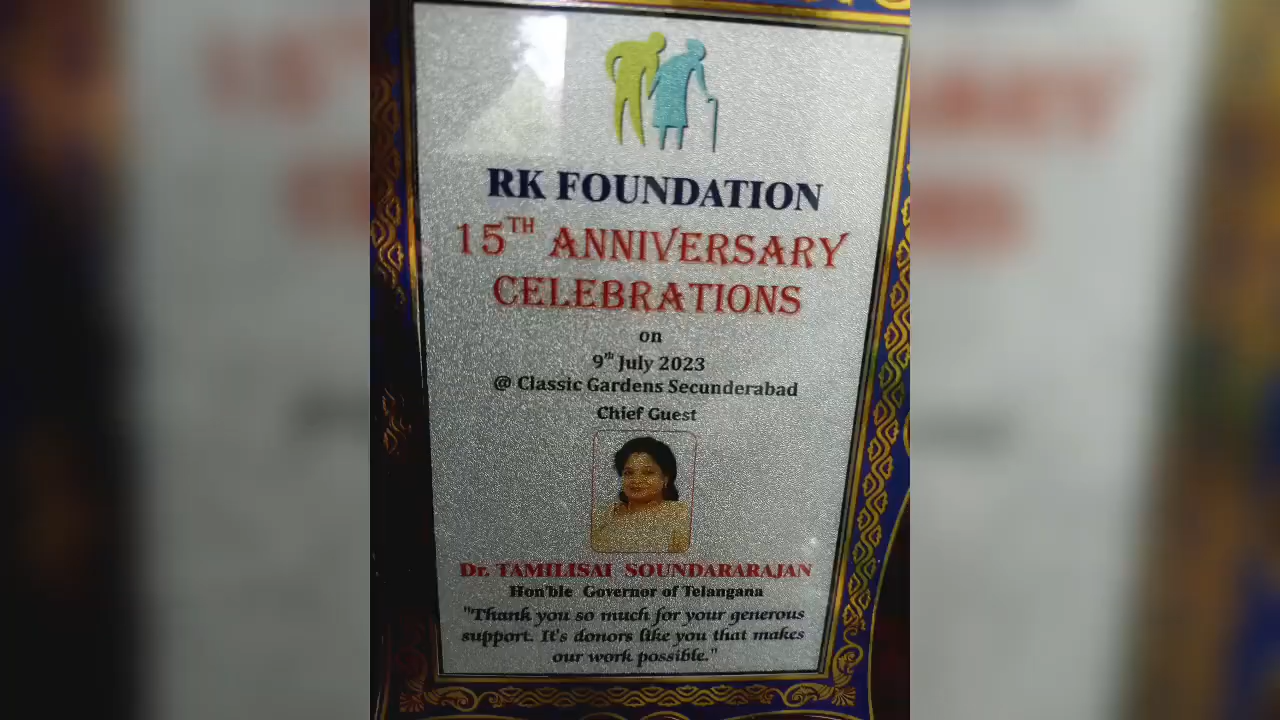 RK FOUNDATION
15TH ANNIVERSARY
CELEBRATIONS
on
9th July 2023
@ Classic Gardens Secunderabad
Chief Guest
Dr. TAMILISAI SOUNDARARAJAN
Hon'ble Governor of Telangana
"Thank you so much for your generous
support. It's donors like you that makes
our work possible."